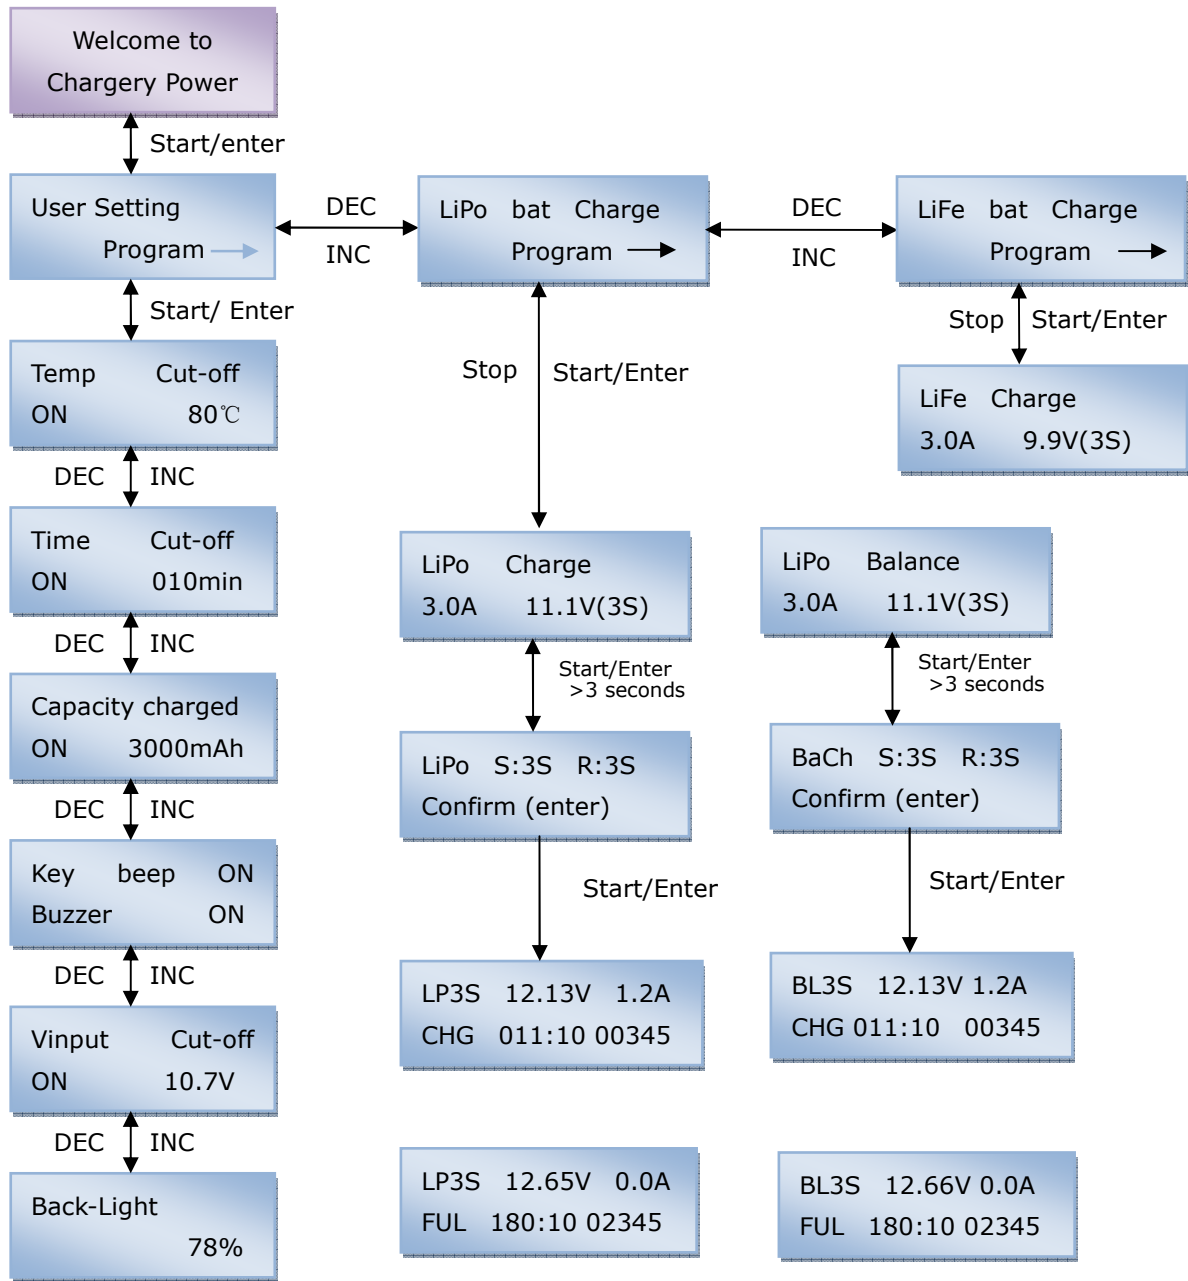 Welcome to
Chargery Power
Start/enter
User Setting
Program
DEC
INC
LiPo bat Charge
Program
DEC
INC
LiFe bat Charge
Program
Start/ Enter
Stop Start/Enter
Temp Cut-off
ON 80℃
Stop Start/Enter
LiFe Charge
3.0A 9.9V(3S)
DEC INC
Time Cut-off
ON 010min
LiPo Charge
3.0A 11.1V(3S)
LiPo Balance
3.0A 11.1V(3S)
DEC INC
Start/Enter
>3 seconds
Start/Enter
>3 seconds
Capacity charged
ON 3000mAh
LiPo S:3S R:3S
Confirm (enter)
BaCh S:3S R:3S
Confirm (enter)
DEC INC
Key beep ON
Buzzer ON
Start/Enter
Start/Enter
DEC INC
LP3S 12.13V 1.2A
CHG 011:10 00345
BL3S 12.13V 1.2A
CHG 011:10 00345
Vinput Cut-off
ON 10.7V
DEC INC
Back-Light
78%
LP3S 12.65V 0.0A
FUL 180:10 02345
BL3S 12.66V 0.0A
FUL 180:10 02345